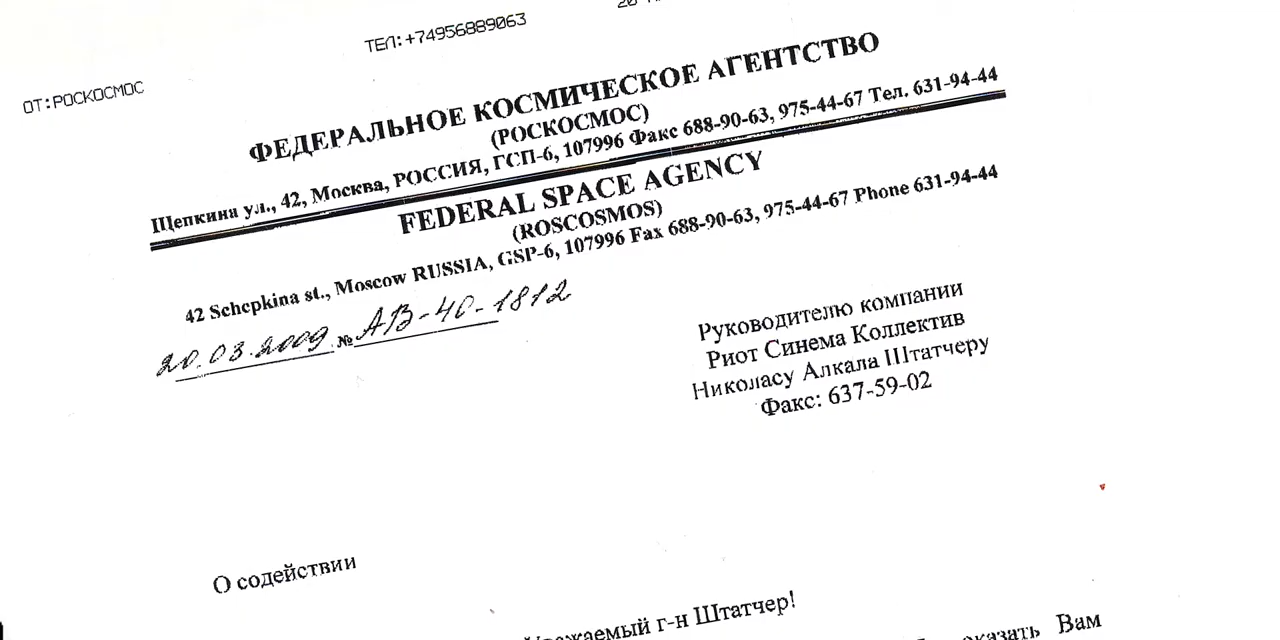 ТЕЛ:+74956889063
ОТ:РОСКОСМОС
ФЕДЕРАЛЬНОЕ КОСМИЧЕСКОЕ АГЕНТСТВО
(РОСКОСМОС)
Щепкина ул., 42, Москва, РОССИЯ, ГСП-6, 107996 Факс 688-90-63, 975-44-67 Тел. 631-94-44
FEDERAL SPACE AGENCY
(ROSCOSMOS)
42 Schepkina st., Moscow RUSSIA, GSP-6, 107996 Fax 688-90-63, 975-44-67 Phone 631-94-44
20.03.2009 № АВ-40-1812
Руководителю компании
Риот Синема Коллектив
Николасу Алкала Штатчеру
Факс: 637-59-02
О содействии
Уважаемый г-н Штатчер!
оказать Вам